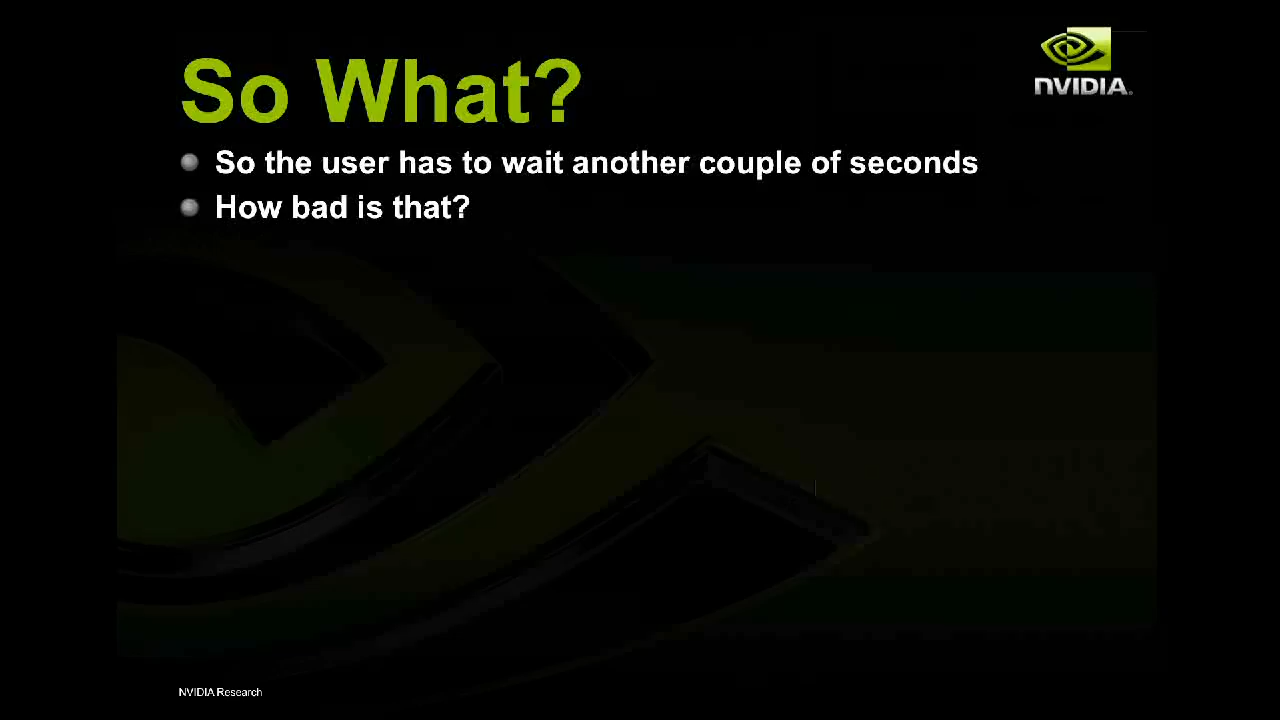 So What?
NVIDIA.
So the user has to wait another couple of seconds
How bad is that?
NVIDIA Research